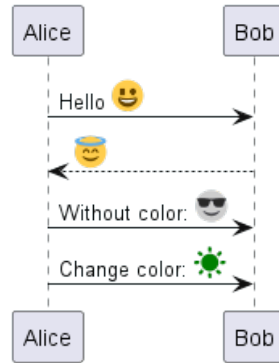 Alice Bob
Hello 😀
😇
Without color: 😎
Change color: ☀
Alice Bob